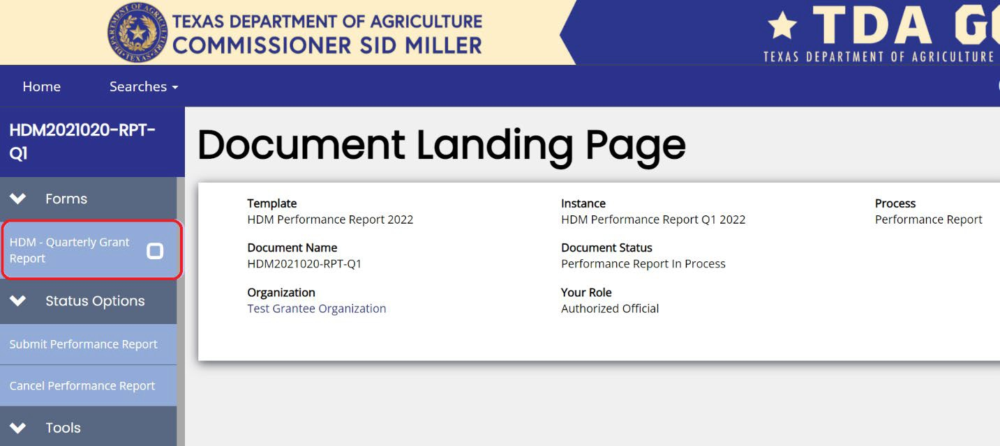 TEXAS DEPARTMENT OF AGRICULTURE
COMMISSIONER SID MILLER
TDA
TEXAS DEPARTMENT OF AGRICULTURE
Home
Searches
HDM2021020-RPT-
Q1
Forms
HDM - Quarterly Grant
Report
Status Options
Submit Performance Report
Cancel Performance Report
Tools
Document Landing Page
Template
HDM Performance Report 2022
Instance
HDM Performance Report Q1 2022
Process
Performance Report
Document Name
HDM2021020-RPT-Q1
Document Status
Performance Report In Process
Organization
Test Grantee Organization
Your Role
Authorized Official